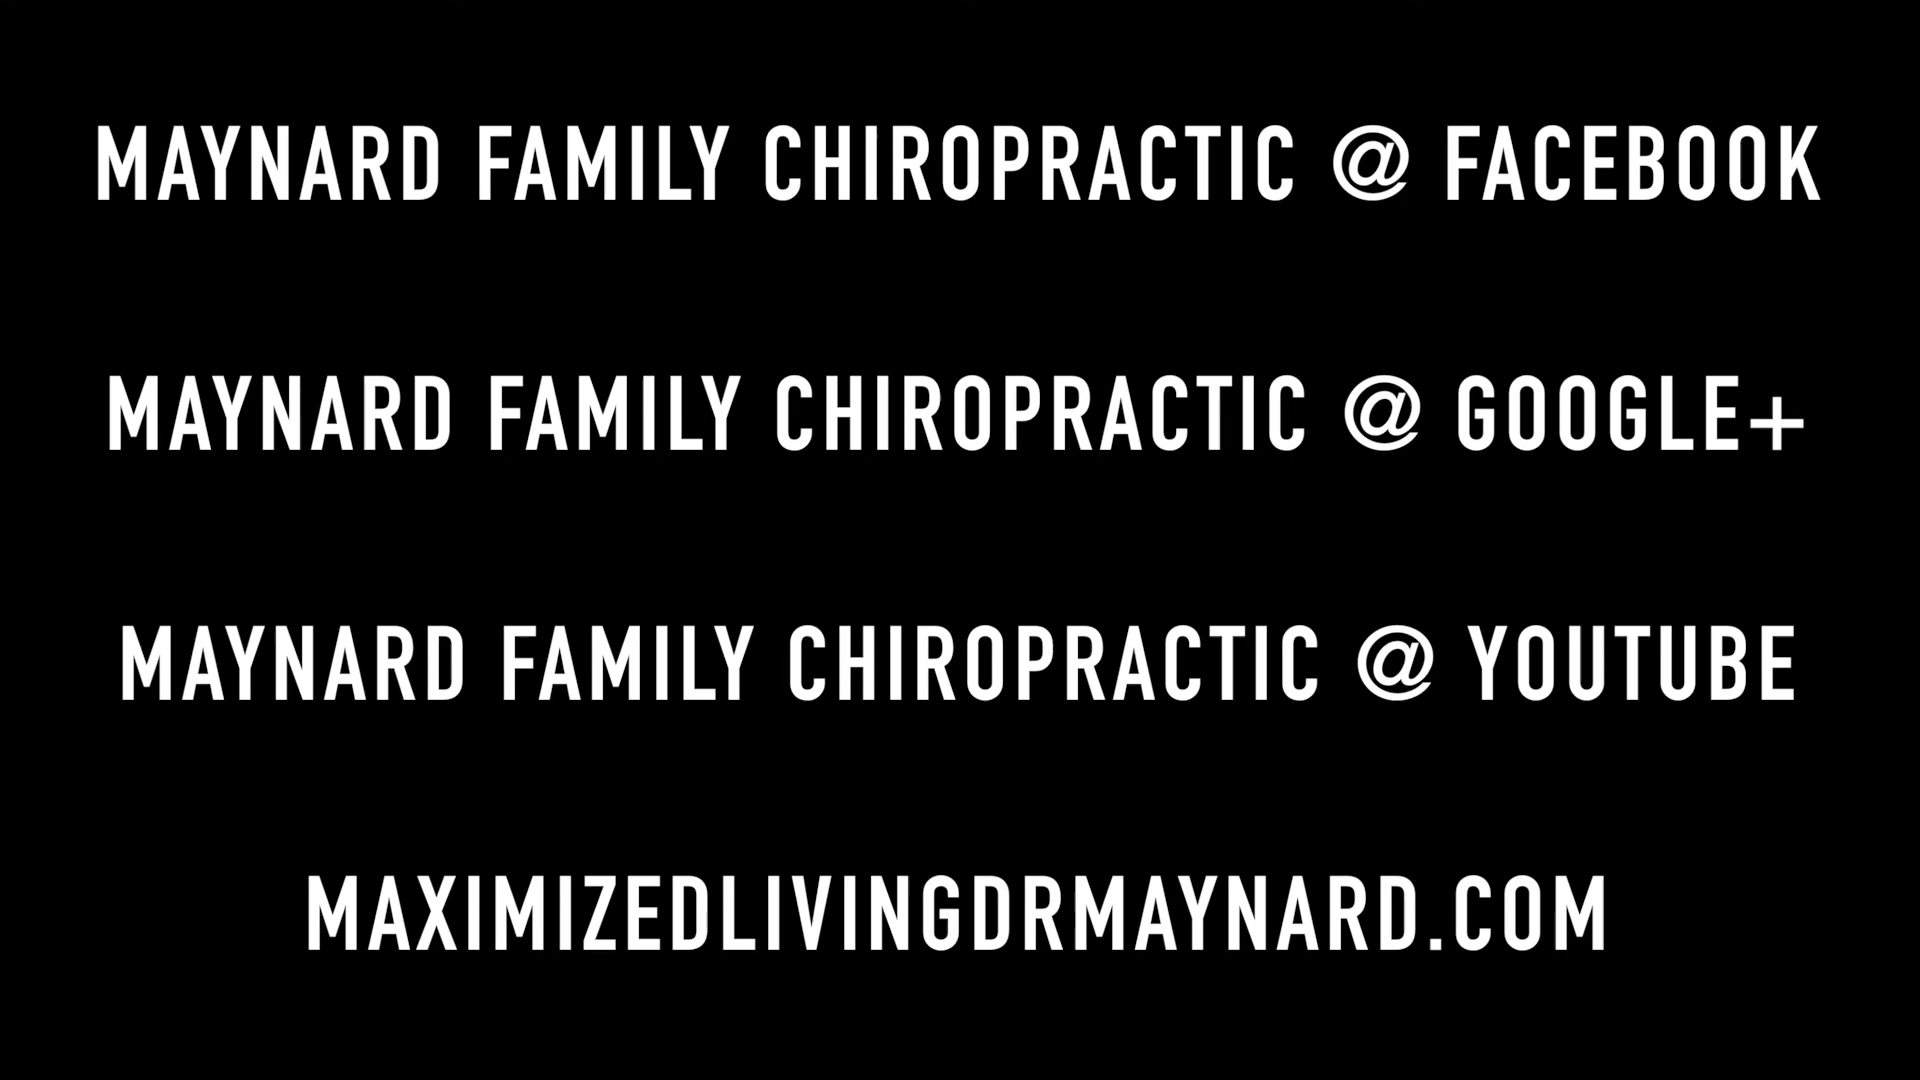 MAYNARD FAMILY CHIROPRACTIC @ FACEBOOK
MAYNARD FAMILY CHIROPRACTIC @ GOOGLE+
MAYNARD FAMILY CHIROPRACTIC @ YOUTUBE
MAXIMIZEDLIVINGDRMAYNARD.COM